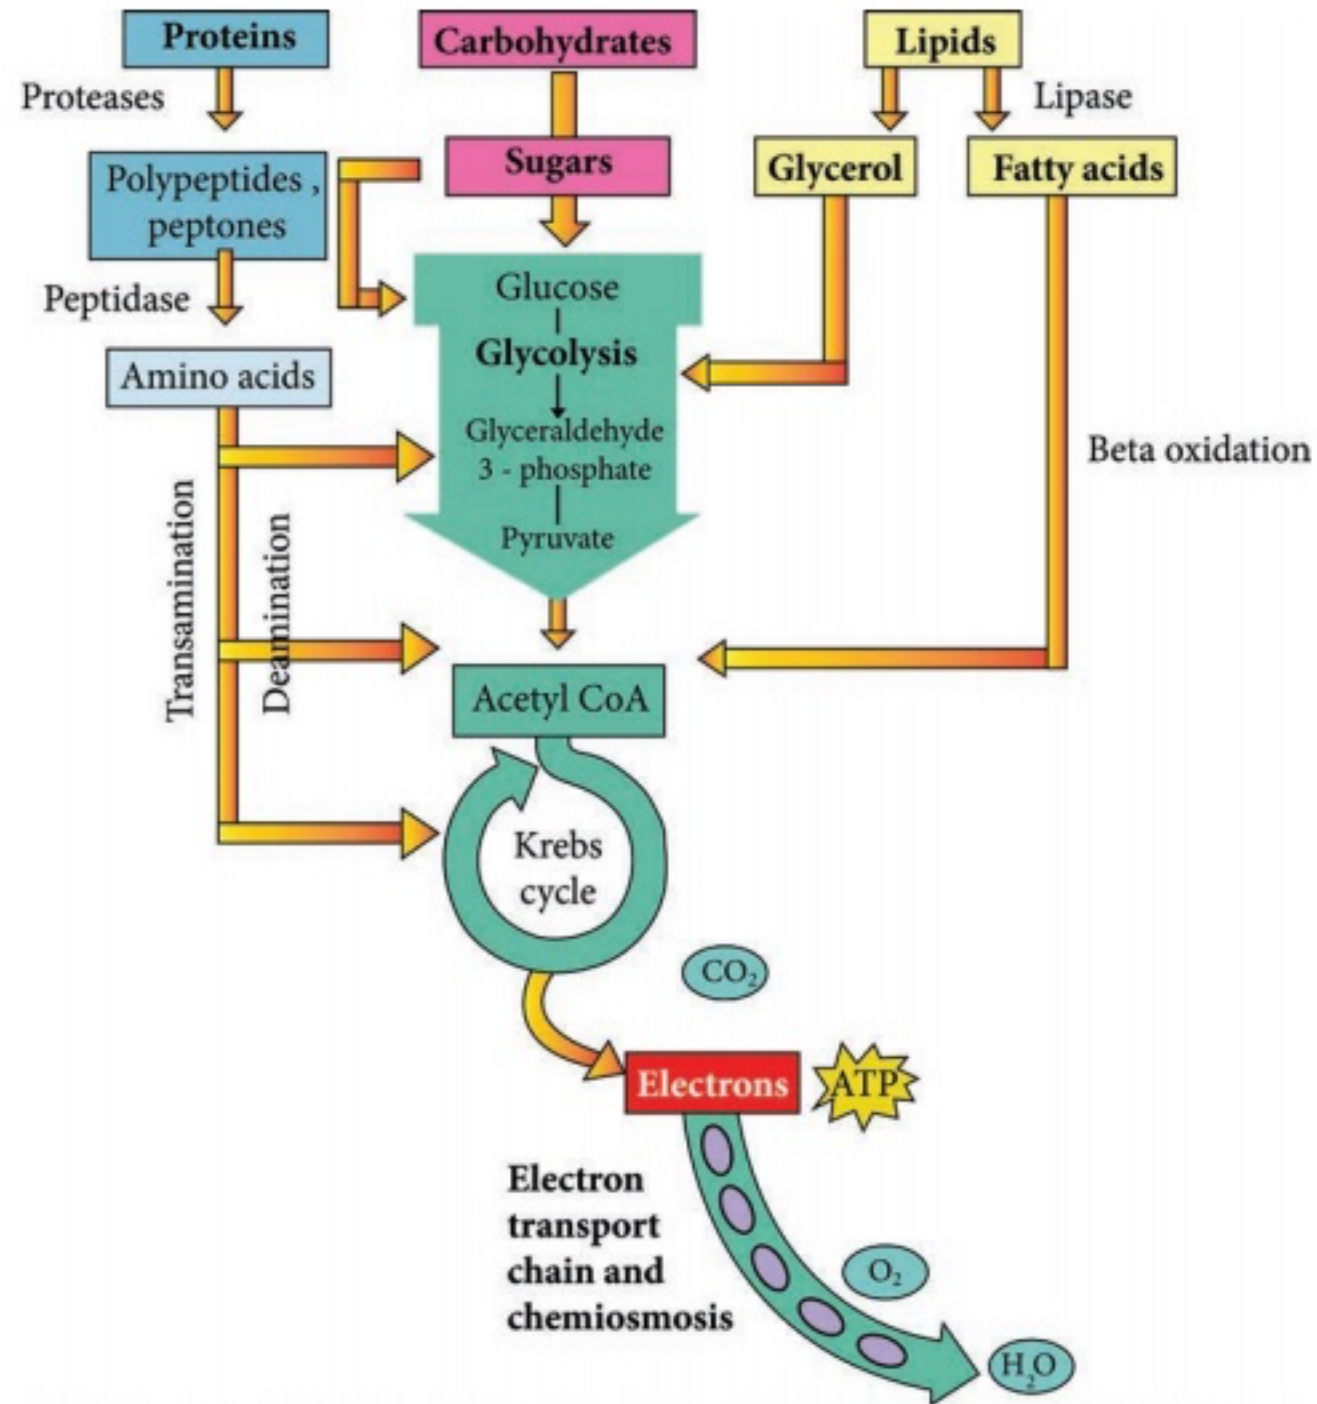 Proteins
Carbohydrates
Lipids
Proteases
Lipase
Polypeptides ,
peptones
Sugars
Glycerol
Fatty acids
Peptidase
Glucose
Glycolysis
Amino acids
Glyceraldehyde
3 - phosphate
Beta oxidation
Pyruvate
Transamination
Deamination
Acetyl CoA
Krebs
cycle
CO₂
Electrons
ATP
Electron
transport
chain and
chemiosmosis
O₂
H₂O